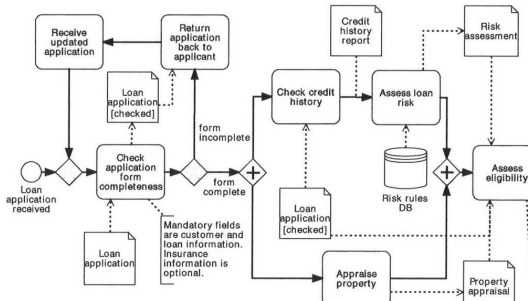 Receive
updated
application
Return
application
back to
applicant
Loan
application
[checked]
form
incomplete
form
complete
Credit
history
report
Risk
assessment
Check credit
history
Assess loan
risk
Loan
application
received
Check
application
form
completeness
Loan
application
Mandatory fields
are customer and
loan information.
Insurance
information is
optional.
Loan
application
[checked]
Risk rules
DB
Assess
eligibility
Appraise
property
Property
appraisal